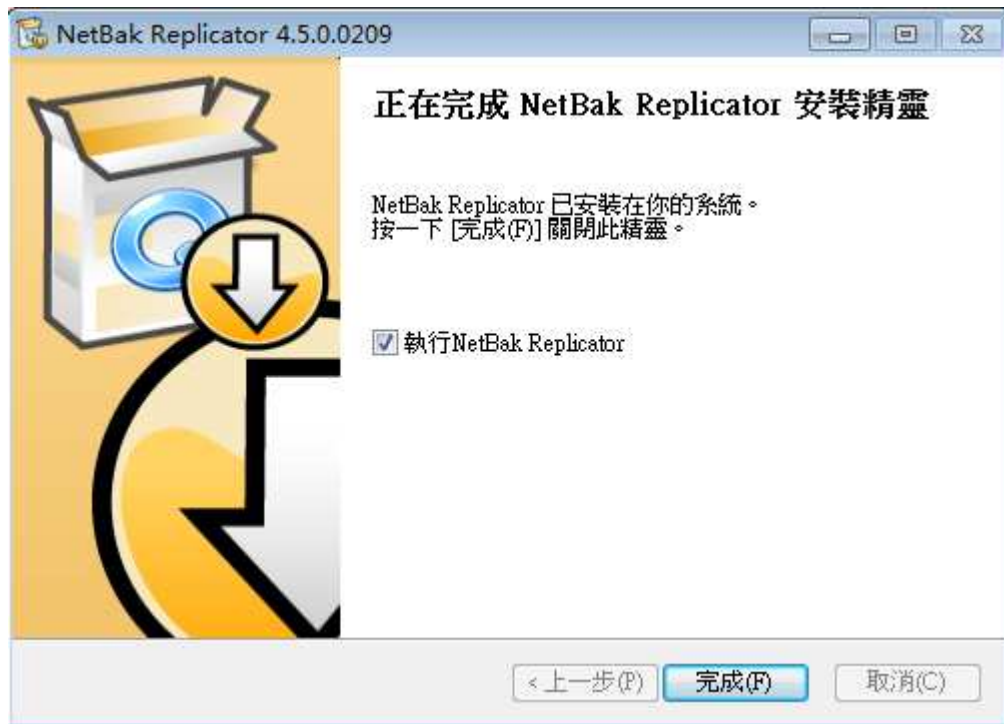 NetBak Replicator 4.5.0.0209
正在完成 NetBak Replicator 安裝精靈
NetBak Replicator 已安裝在你的系統。
按一下 [完成(F)] 關閉此精靈。
執行NetBak Replicator
Q
<上一步(P)
完成(F)
取消(C)